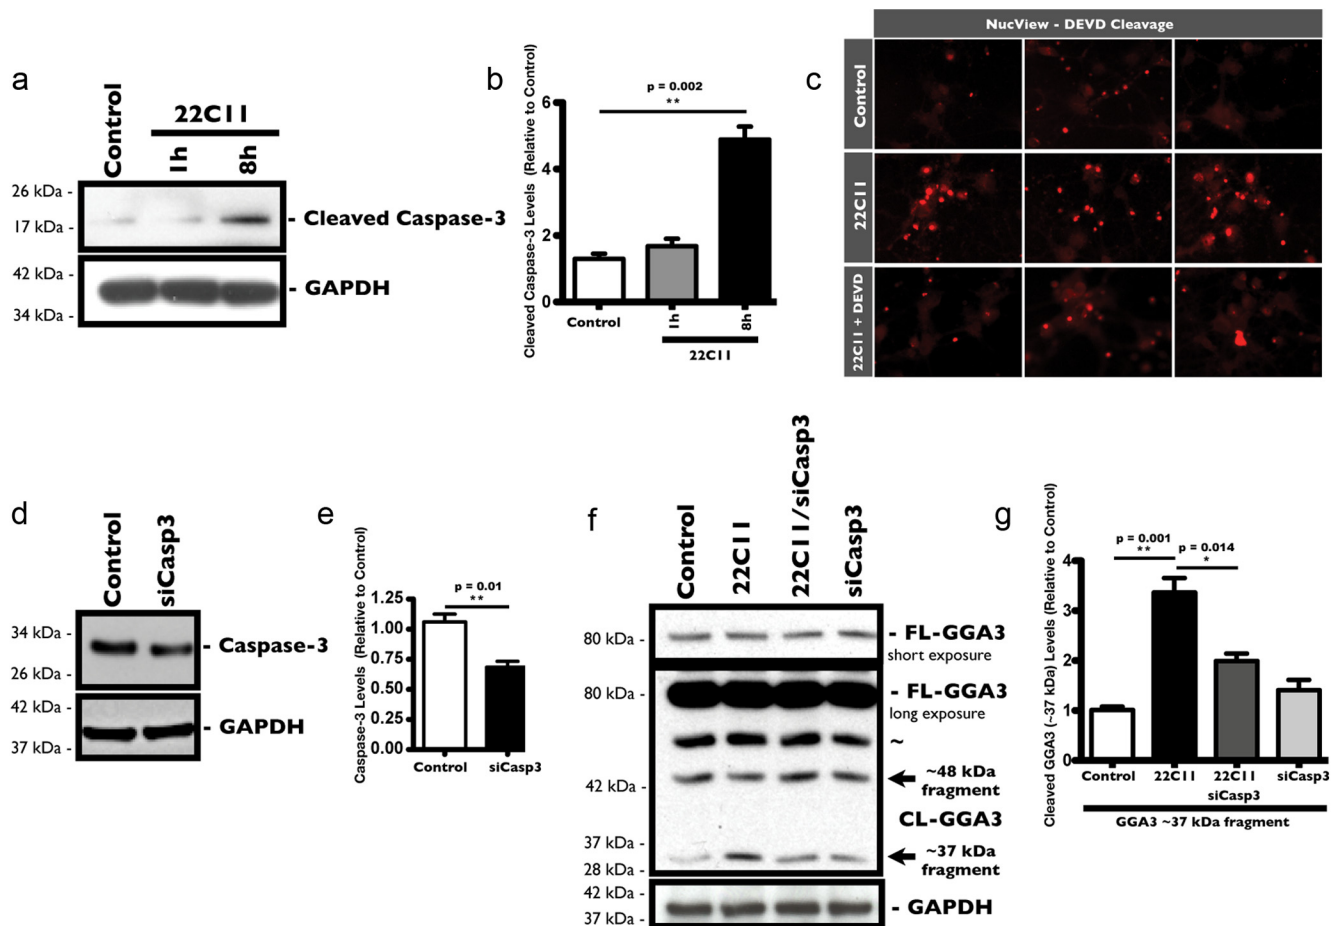 a
Control
22C11
1h
8h
26 kDa -
17 kDa -
- Cleaved Caspase-3
42 kDa -
34 kDa -
- GAPDH
b
Cleaved Caspase-3 Levels (Relative to Control)
p = 0.002
**
6
4
2
0
Control
1h
8h
22C11
c
NucView - DEVD Cleavage
Control
22C11
22C11 + DEVD
d
Control
siCasp3
34 kDa -
26 kDa -
- Caspase-3
42 kDa -
37 kDa -
- GAPDH
e
Caspase-3 Levels (Relative to Control)
p = 0.01
**
1.25
1.00
0.75
0.50
0.25
0.00
Control
siCasp3
f
Control
22C11
22C11/siCasp3
siCasp3
80 kDa -
- FL-GGA3
short exposure
80 kDa -
- FL-GGA3
long exposure
~
~48 kDa
fragment
42 kDa -
CL-GGA3
37 kDa -
~37 kDa
fragment
28 kDa -
42 kDa -
37 kDa -
- GAPDH
g
Cleaved GGA3 (~37 kDa) Levels (Relative to Control)
p = 0.001
**
p = 0.014
*
4
3
2
1
0
Control
22C11
22C11
siCasp3
siCasp3
GGA3 ~37 kDa fragment